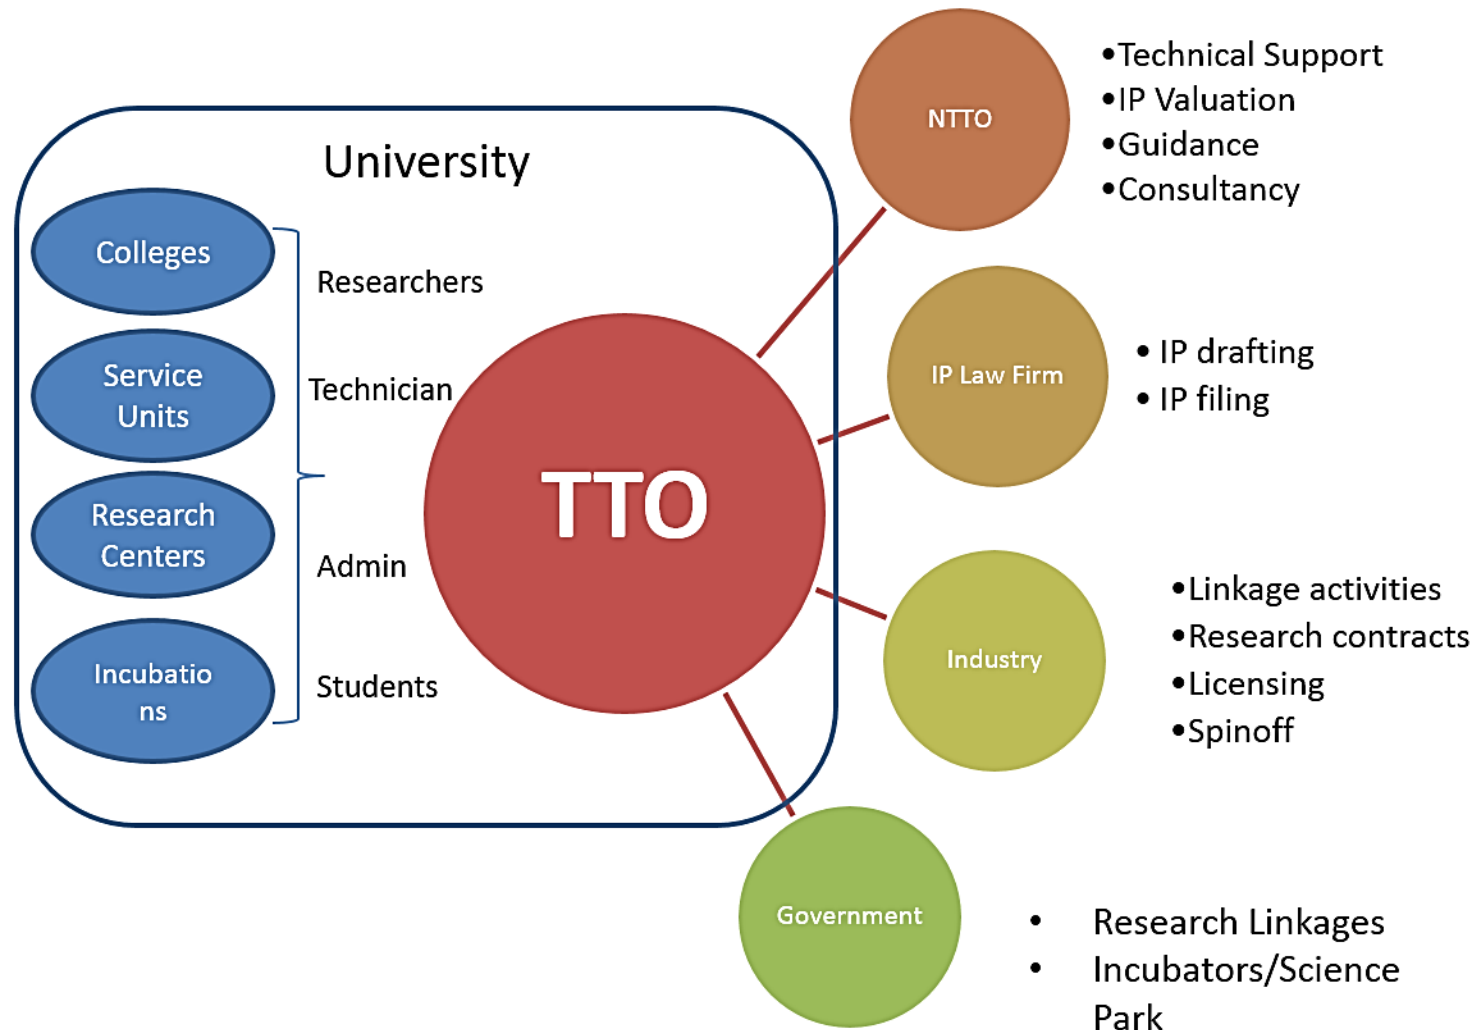 University
Colleges
Service
Units
Research
Centers
Incubatio
ns
Researchers
Technician
Admin
Students
TTO
NTTO
•Technical Support
•IP Valuation
•Guidance
•Consultancy
IP Law Firm
• IP drafting
• IP filing
Industry
•Linkage activities
•Research contracts
•Licensing
•Spinoff
Government
• Research Linkages
• Incubators/Science
Park